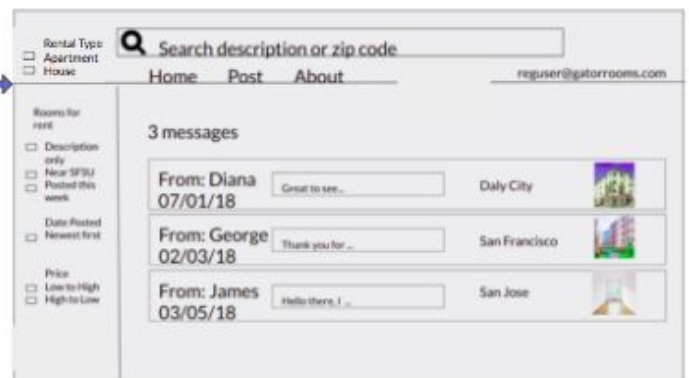 Rental Type
Apartment
House
Search description or zip code
Home Post About
reguser@gatorrooms.com
Rooms for
rent
Description
only
Near SFSU
Posted this
week
Date Posted
Newest first
Price
Low to High
High to Low
3 messages
From: Diana
07/01/18
Great to see...
Daly City
From: George
02/03/18
Thank you for ...
San Francisco
From: James
03/05/18
Hello there, I ...
San Jose